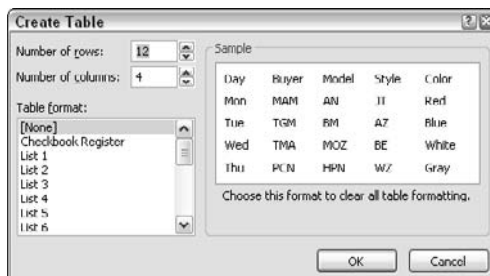 Create Table
Number of rows: 12
Number of columns: 4
Table format:
[None]
Checkbook Register
List 1
List 2
List 3
List 4
List 5
List 6
Sample
Day Buyer Model Style Color
Mon MAM AN JT Red
Tue TGM BM AZ Blue
Wed TMA MOZ BE White
Thu PCN HPN WZ Gray
Choose this format to clear all table formatting.
OK Cancel